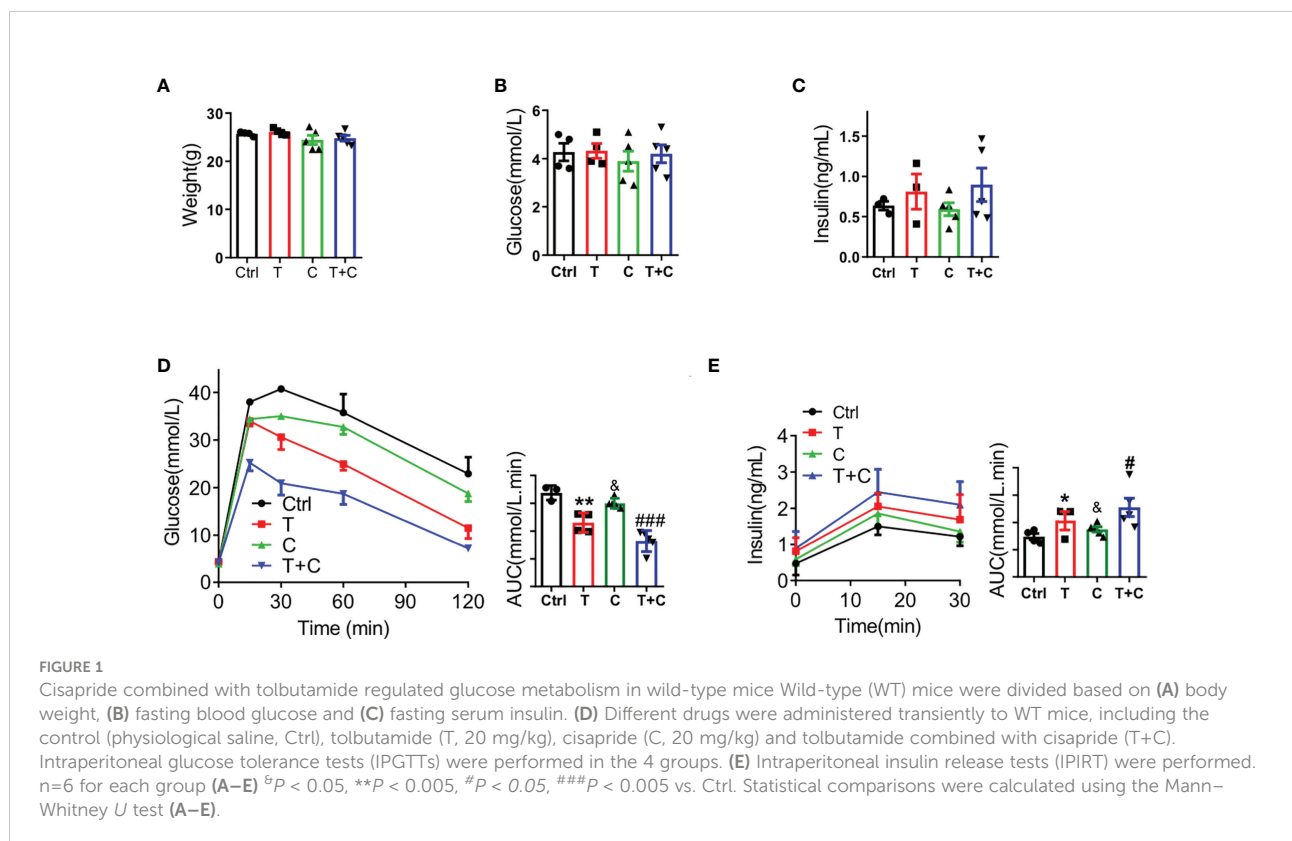 A
B
C
Weight(g)
30
20
10
0
Ctrl T C T+C
Glucose(mmol/L)
6
4
2
0
Ctrl T C T+C
Insulin(ng/mL)
1.5
1.0
0.5
0.0
Ctrl T C T+C
D
Glucose(mmol/L)
40
30
20
10
0
Ctrl
T
C
T+C
0 30 60 90 120
Time (min)
AUC(mmol/L.min)
**
&
###
Ctrl T C T+C
E
Insulin(ng/mL)
4
3
2
1
0
Ctrl
T
C
T+C
0 10 20 30
Time(min)
AUC(mmol/L.min)
*
&
#
Ctrl T C T+C
FIGURE 1
Cisapride combined with tolbutamide regulated glucose metabolism in wild-type mice Wild-type (WT) mice were divided based on (A) body
weight, (B) fasting blood glucose and (C) fasting serum insulin. (D) Different drugs were administered transiently to WT mice, including the
control (physiological saline, Ctrl), tolbutamide (T, 20 mg/kg), cisapride (C, 20 mg/kg) and tolbutamide combined with cisapride (T+C).
Intraperitoneal glucose tolerance tests (IPGTTs) were performed in the 4 groups. (E) Intraperitoneal insulin release tests (IPIRT) were performed.
n=6 for each group (A–E) &P < 0.05, **P < 0.005, #P < 0.05, ###P < 0.005 vs. Ctrl. Statistical comparisons were calculated using the Mann–
Whitney U test (A–E).